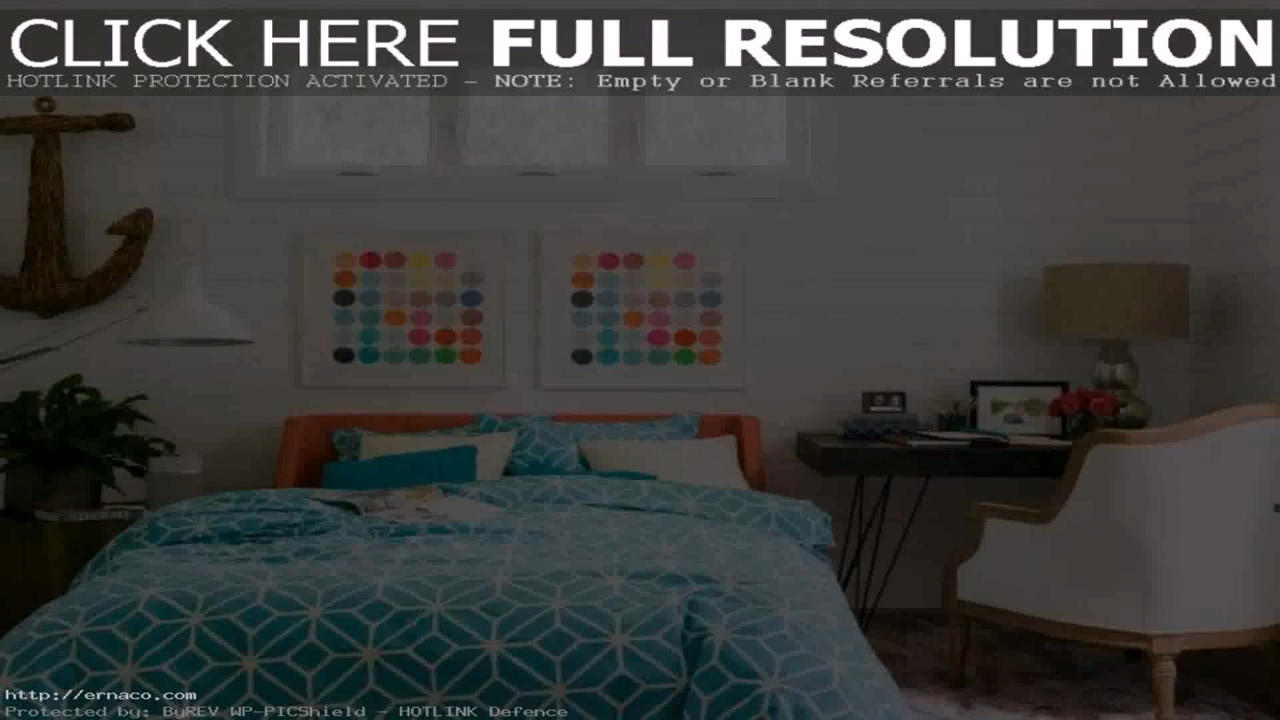 CLICK HERE FULL RESOLUTION
HOTLINK PROTECTION ACTIVATED - NOTE: Empty or Blank Referrals are not Allowed
http://ernaco.com
Protected by: ByREV WP-PICShield - HOTLINK Defence